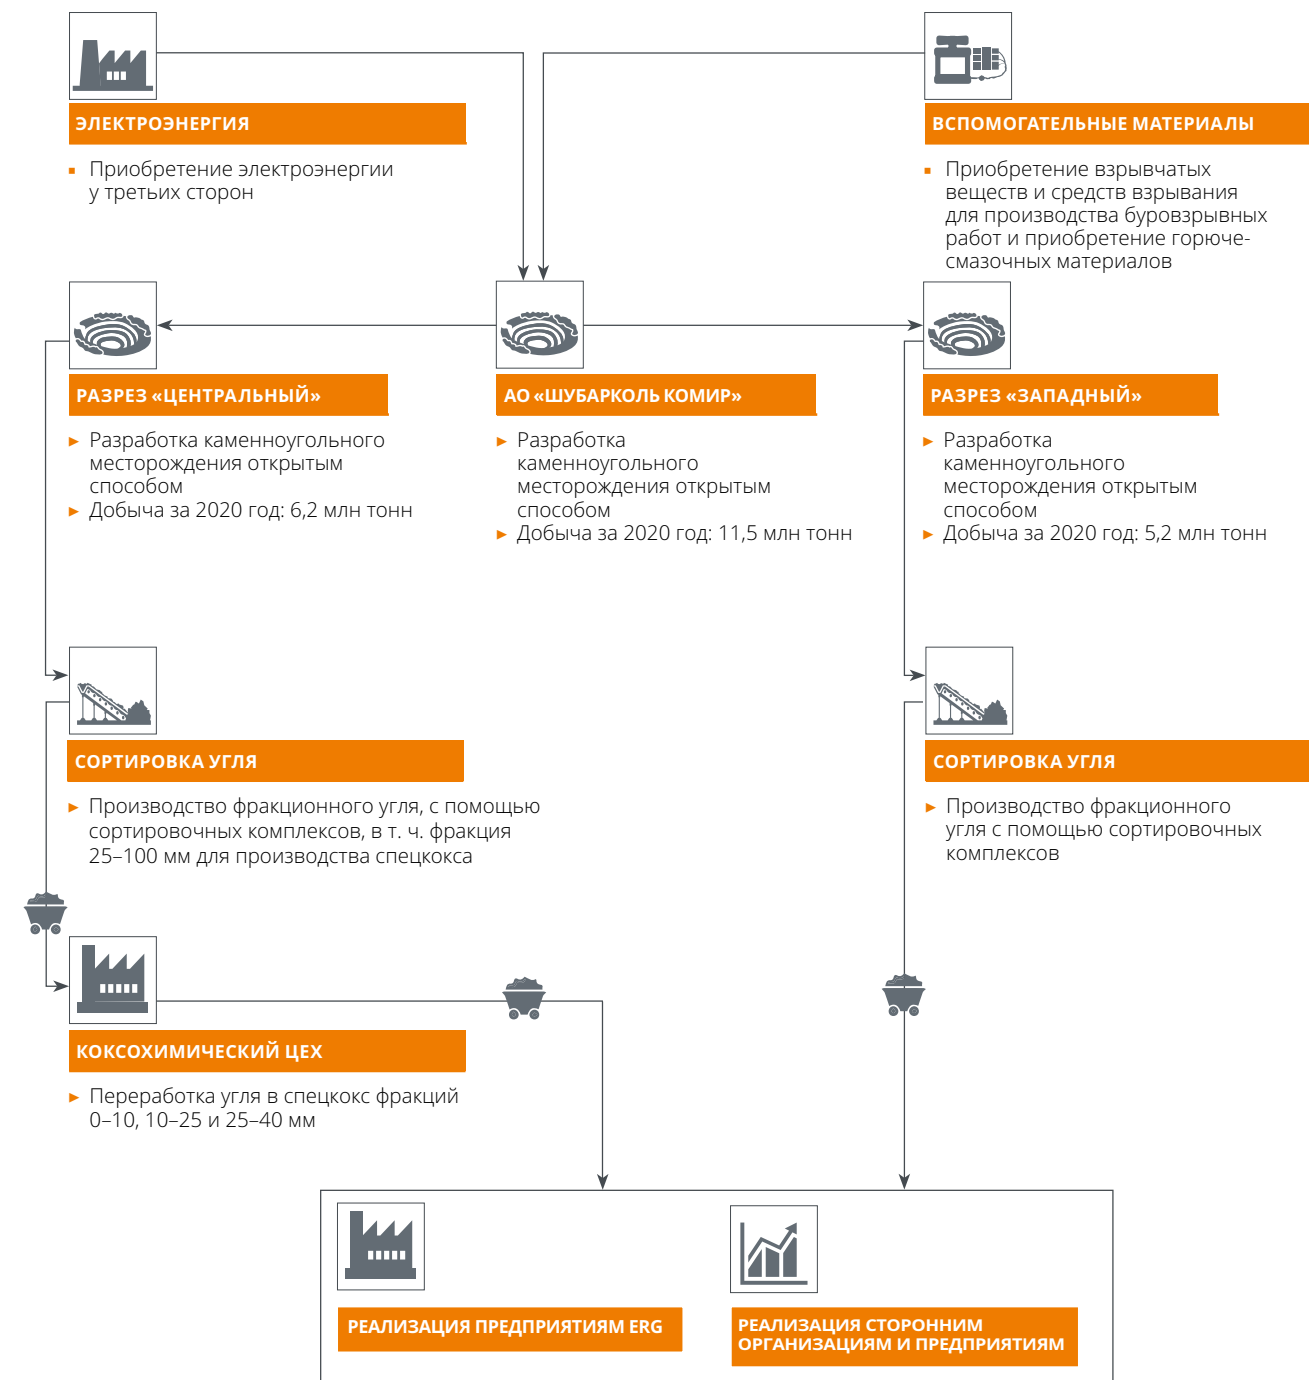 ЭЛЕКТРОЭНЕРГИЯ
Приобретение электроэнергии
у третьих сторон
ВСПОМОГАТЕЛЬНЫЕ МАТЕРИАЛЫ
Приобретение взрывчатых
веществ и средств взрывания
для производства буровзрывных
работ и приобретение горюче-
смазочных материалов
РАЗРЕЗ «ЦЕНТРАЛЬНЫЙ»
Разработка каменноугольного
месторождения открытым
способом
Добыча за 2020 год: 6,2 млн тонн
АО «ШУБАРКОЛЬ КОМИР»
Разработка
каменноугольного
месторождения открытым
способом
Добыча за 2020 год: 11,5 млн тонн
РАЗРЕЗ «ЗАПАДНЫЙ»
Разработка
каменноугольного
месторождения открытым
способом
Добыча за 2020 год: 5,2 млн тонн
СОРТИРОВКА УГЛЯ
Производство фракционного угля, с помощью
сортировочных комплексов, в т. ч. фракция
25–100 мм для производства спецкокса
СОРТИРОВКА УГЛЯ
Производство фракционного
угля с помощью сортировочных
комплексов
КОКСОХИМИЧЕСКИЙ ЦЕХ
Переработка угля в спецкокс фракций
0–10, 10–25 и 25–40 мм
РЕАЛИЗАЦИЯ ПРЕДПРИЯТИЯМ ERG
РЕАЛИЗАЦИЯ СТОРОННИМ
ОРГАНИЗАЦИЯМ И ПРЕДПРИЯТИЯМ